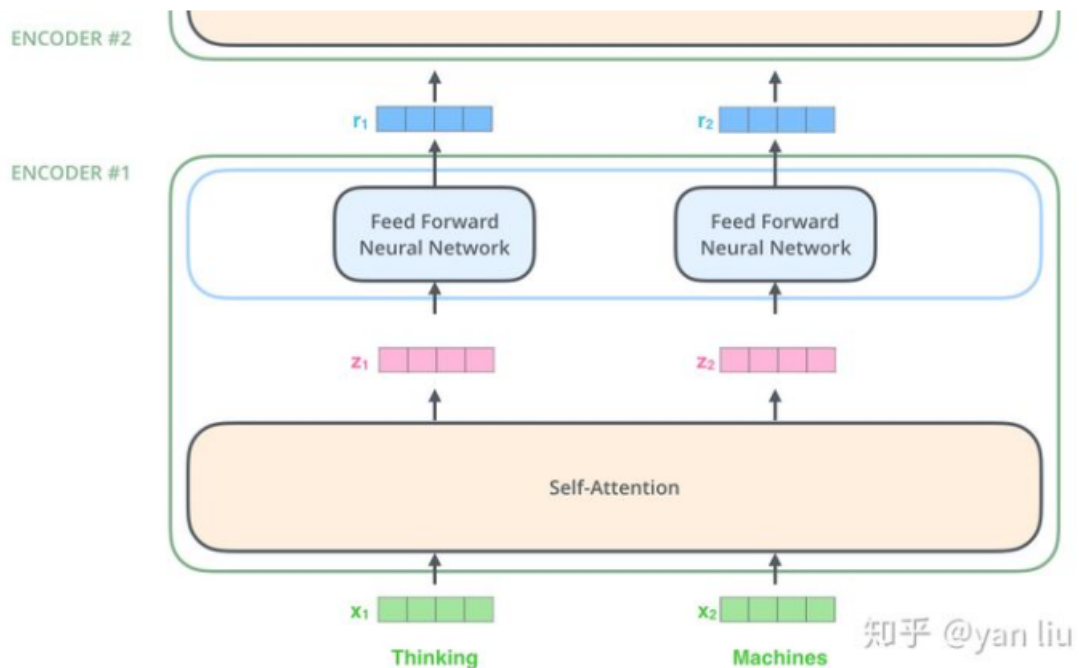 ENCODER #2
r₁
r₂
ENCODER #1
Feed Forward
Neural Network
Feed Forward
Neural Network
z₁
z₂
Self-Attention
x₁
x₂
Thinking
Machines
知乎 @yan liu